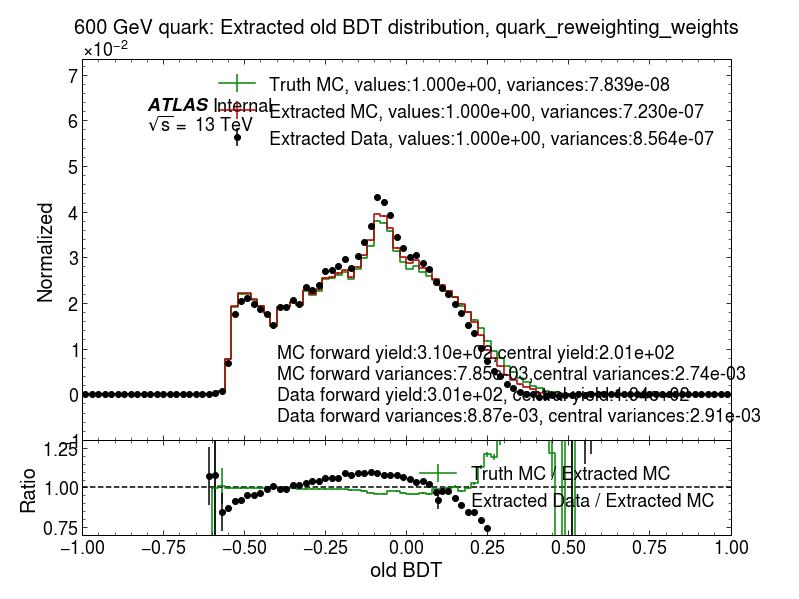 600 GeV quark: Extracted old BDT distribution, quark_reweighting_weights
×10⁻²
Truth MC, values:1.000e+00, variances:7.839e-08
ATLAS Internal
Extracted MC, values:1.000e+00, variances:7.230e-07
√s = 13 TeV
Extracted Data, values:1.000e+00, variances:8.564e-07
7
6
5
4
3
2
1
0
−1
Normalized
MC forward yield:3.10e+02, central yield:2.01e+02
MC forward variances:7.85e-03, central variances:2.74e-03
Data forward yield:3.01e+02, central
Data forward variances:8.87e-03, central variances:2.91e-03
1.25
1.00
0.75
Ratio
Truth MC / Extracted MC
Extracted Data / Extracted MC
−1.00 −0.75 −0.50 −0.25 0.00 0.25 0.50 0.75 1.00
old BDT